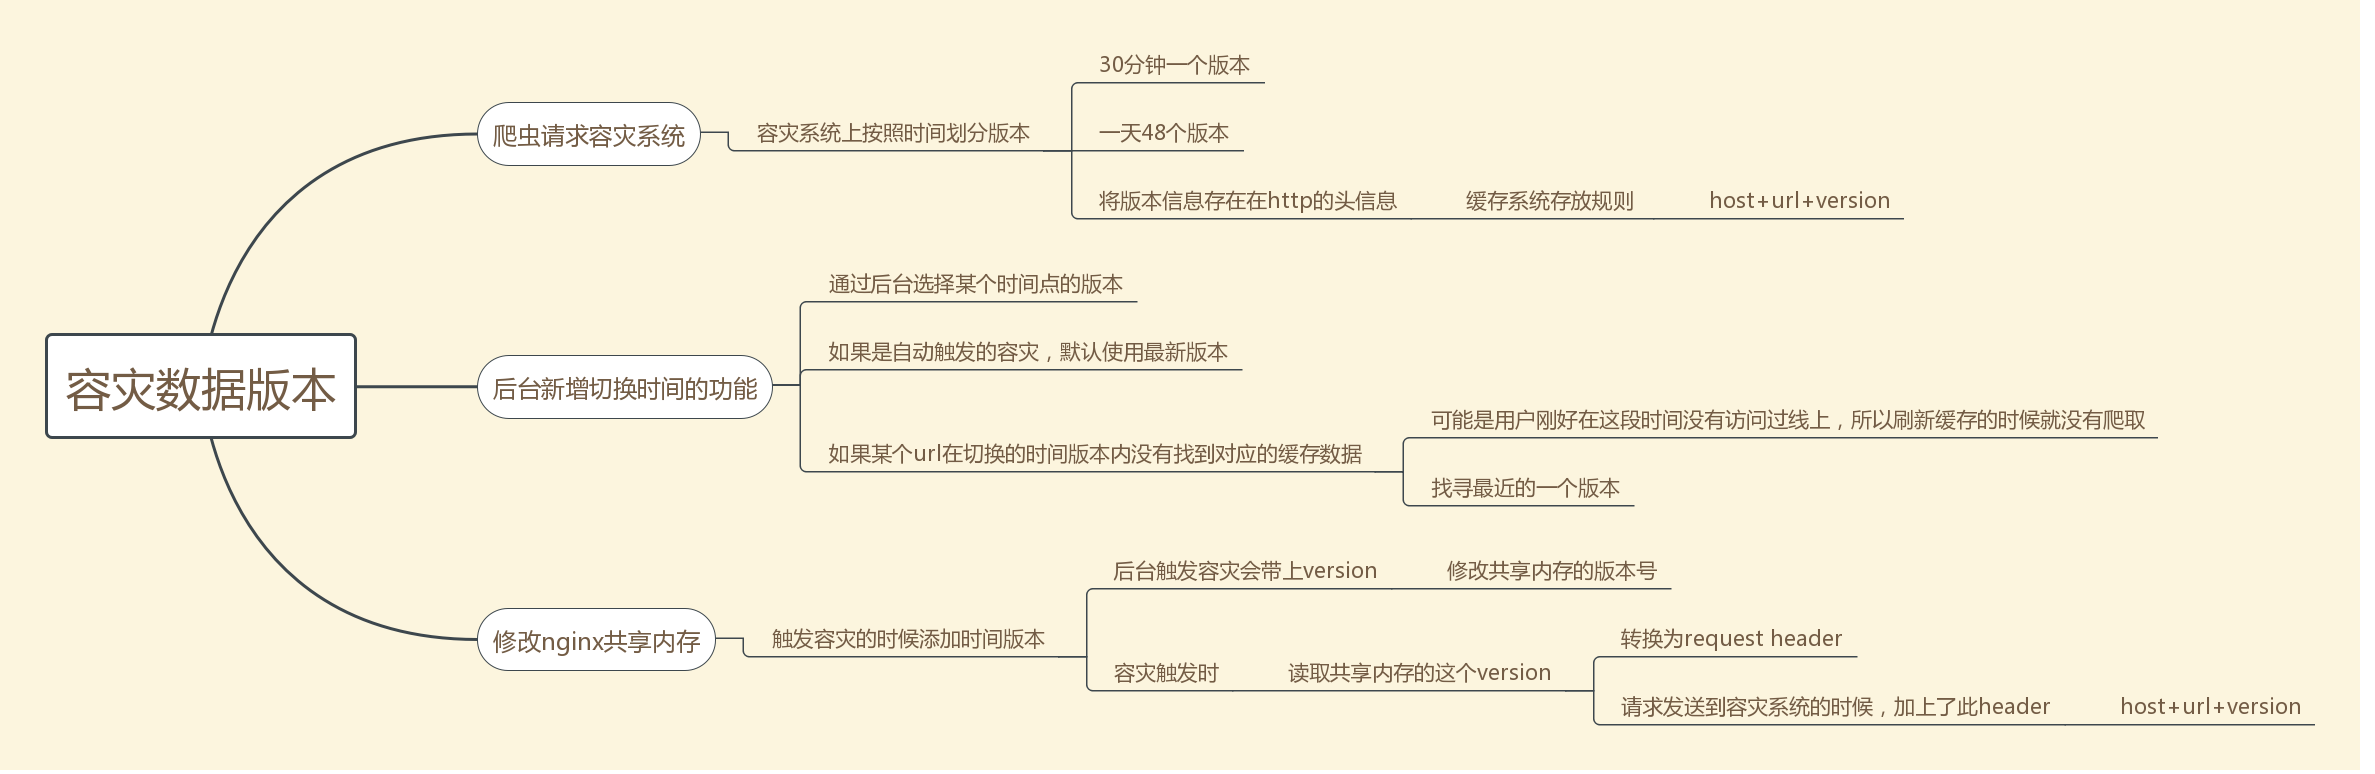 容灾数据版本
爬虫请求容灾系统
容灾系统上按照时间划分版本
30分钟一个版本
一天48个版本
将版本信息存在在http的头信息
缓存系统存放规则
host+url+version
后台新增切换时间的功能
通过后台选择某个时间点的版本
如果是自动触发的容灾，默认使用最新版本
如果某个url在切换的时间版本内没有找到对应的缓存数据
可能是用户刚好在这段时间没有访问过线上，所以刷新缓存的时候就没有爬取
找寻最近的一个版本
修改nginx共享内存
触发容灾的时候添加时间版本
后台触发容灾会带上version
修改共享内存的版本号
容灾触发时
读取共享内存的这个version
转换为request header
请求发送到容灾系统的时候，加上了此header
host+url+version